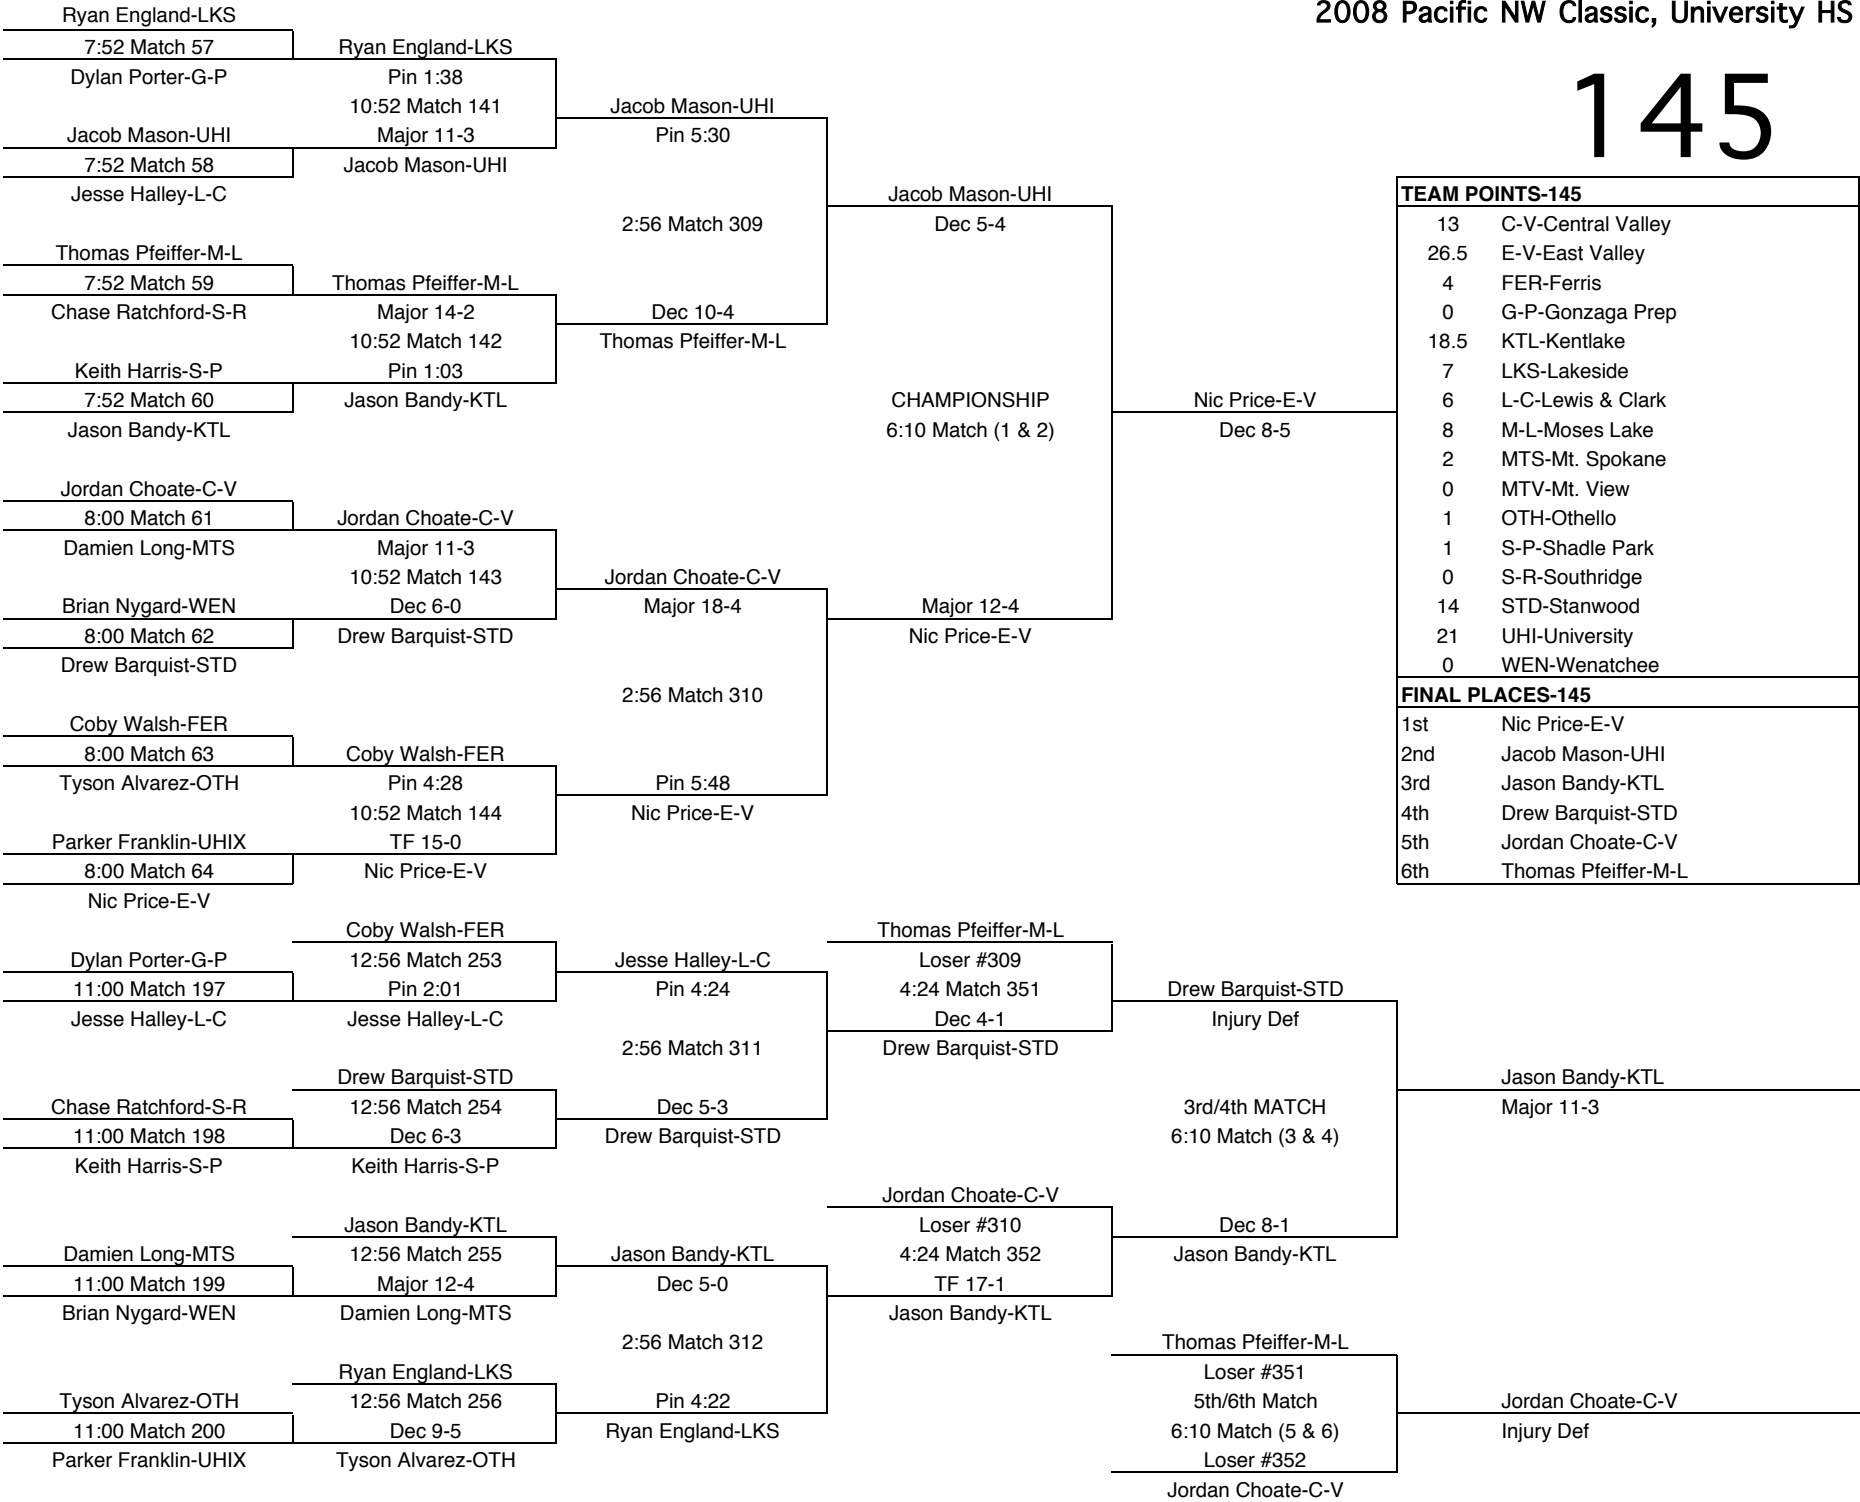 2008 Pacific NW Classic, University HS
145
Ryan England-LKS
7:52 Match 57
Dylan Porter-G-P
Jacob Mason-UHI
7:52 Match 58
Jesse Halley-L-C
Thomas Pfeiffer-M-L
7:52 Match 59
Chase Ratchford-S-R
Keith Harris-S-P
7:52 Match 60
Jason Bandy-KTL
Jordan Choate-C-V
8:00 Match 61
Damien Long-MTS
Brian Nygard-WEN
8:00 Match 62
Drew Barquist-STD
Coby Walsh-FER
8:00 Match 63
Tyson Alvarez-OTH
Parker Franklin-UHIX
8:00 Match 64
Nic Price-E-V
Ryan England-LKS
Pin 1:38
10:52 Match 141
Major 11-3
Jacob Mason-UHI
Thomas Pfeiffer-M-L
Major 14-2
10:52 Match 142
Pin 1:03
Jason Bandy-KTL
Jordan Choate-C-V
Major 11-3
10:52 Match 143
Dec 6-0
Drew Barquist-STD
Coby Walsh-FER
Pin 4:28
10:52 Match 144
TF 15-0
Nic Price-E-V
Jacob Mason-UHI
Pin 5:30
2:56 Match 309
Dec 10-4
Thomas Pfeiffer-M-L
Jordan Choate-C-V
Major 18-4
2:56 Match 310
Pin 5:48
Nic Price-E-V
Jacob Mason-UHI
Dec 5-4
CHAMPIONSHIP
6:10 Match (1 & 2)
Major 12-4
Nic Price-E-V
Nic Price-E-V
Dec 8-5
TEAM POINTS-145
13 C-V-Central Valley
26.5 E-V-East Valley
4 FER-Ferris
0 G-P-Gonzaga Prep
18.5 KTL-Kentlake
7 LKS-Lakeside
6 L-C-Lewis & Clark
8 M-L-Moses Lake
2 MTS-Mt. Spokane
0 MTV-Mt. View
1 OTH-Othello
1 S-P-Shadle Park
0 S-R-Southridge
14 STD-Stanwood
21 UHI-University
0 WEN-Wenatchee
FINAL PLACES-145
1st Nic Price-E-V
2nd Jacob Mason-UHI
3rd Jason Bandy-KTL
4th Drew Barquist-STD
5th Jordan Choate-C-V
6th Thomas Pfeiffer-M-L
Dylan Porter-G-P
11:00 Match 197
Jesse Halley-L-C
Chase Ratchford-S-R
11:00 Match 198
Keith Harris-S-P
Damien Long-MTS
11:00 Match 199
Brian Nygard-WEN
Tyson Alvarez-OTH
11:00 Match 200
Parker Franklin-UHIX
Coby Walsh-FER
12:56 Match 253
Pin 2:01
Jesse Halley-L-C
Drew Barquist-STD
12:56 Match 254
Dec 6-3
Keith Harris-S-P
Jason Bandy-KTL
12:56 Match 255
Major 12-4
Damien Long-MTS
Ryan England-LKS
12:56 Match 256
Dec 9-5
Tyson Alvarez-OTH
Jesse Halley-L-C
Pin 4:24
2:56 Match 311
Dec 5-3
Drew Barquist-STD
Jason Bandy-KTL
Dec 5-0
2:56 Match 312
Pin 4:22
Ryan England-LKS
Thomas Pfeiffer-M-L
Loser #309
4:24 Match 351
Dec 4-1
Drew Barquist-STD
Jordan Choate-C-V
Loser #310
4:24 Match 352
TF 17-1
Jason Bandy-KTL
Drew Barquist-STD
Injury Def
3rd/4th MATCH
6:10 Match (3 & 4)
Dec 8-1
Jason Bandy-KTL
Jason Bandy-KTL
Major 11-3
Thomas Pfeiffer-M-L
Loser #351
5th/6th Match
6:10 Match (5 & 6)
Loser #352
Jordan Choate-C-V
Jordan Choate-C-V
Injury Def